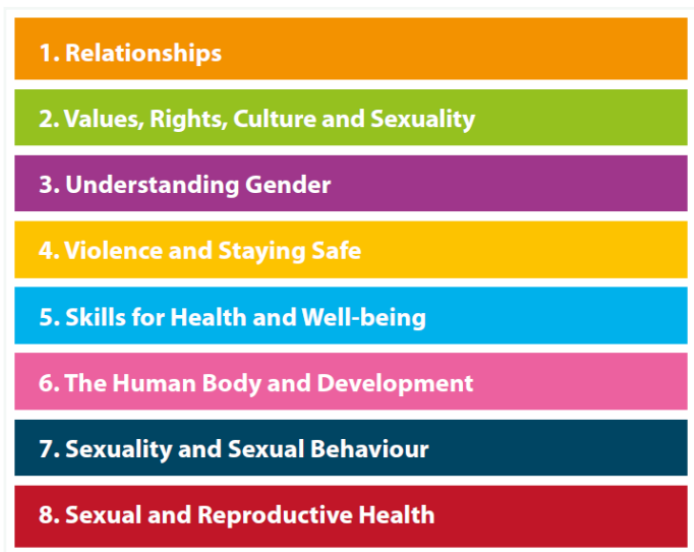 1. Relationships
2. Values, Rights, Culture and Sexuality
3. Understanding Gender
4. Violence and Staying Safe
5. Skills for Health and Well-being
6. The Human Body and Development
7. Sexuality and Sexual Behaviour
8. Sexual and Reproductive Health